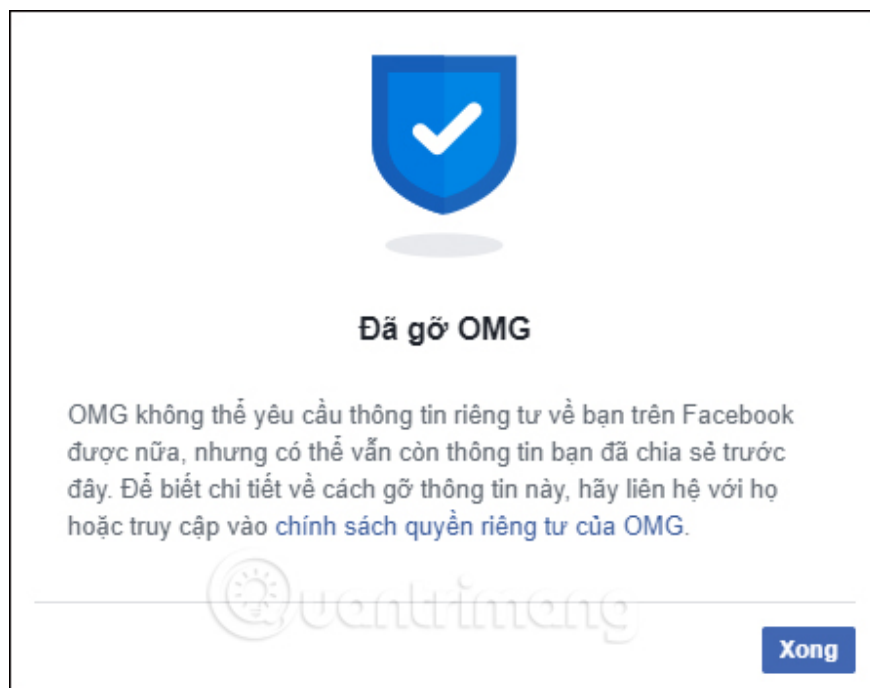 Đã gỡ OMG
OMG không thể yêu cầu thông tin riêng tư về bạn trên Facebook
được nữa, nhưng có thể vẫn còn thông tin bạn đã chia sẻ trước
đây. Để biết chi tiết về cách gỡ thông tin này, hãy liên hệ với họ
hoặc truy cập vào chính sách quyền riêng tư của OMG.
Quantrimang
Xong